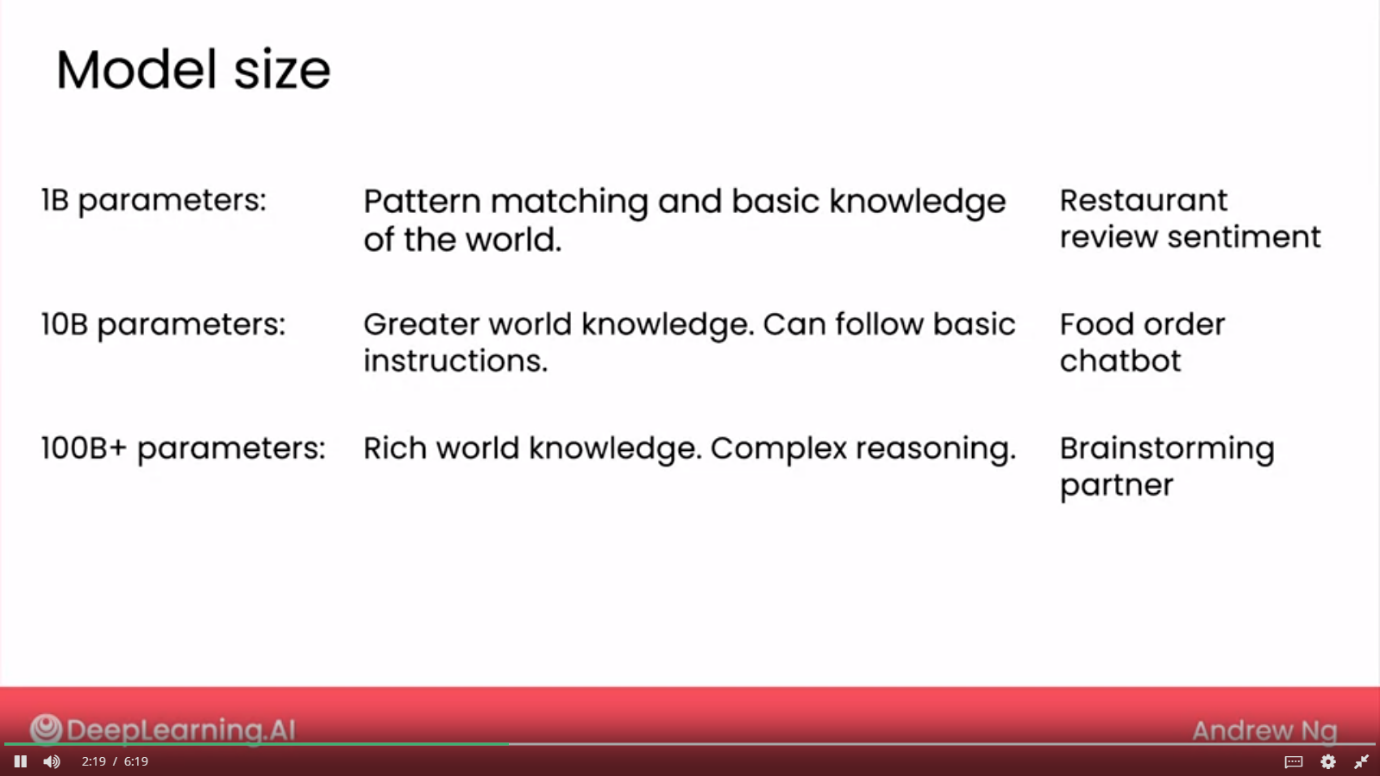 Model size
1B parameters:
Pattern matching and basic knowledge
of the world.
Restaurant
review sentiment
10B parameters:
Greater world knowledge. Can follow basic
instructions.
Food order
chatbot
100B+ parameters:
Rich world knowledge. Complex reasoning.
Brainstorming
partner
DeepLearning.AI
Andrew Ng
2:19 / 6:19